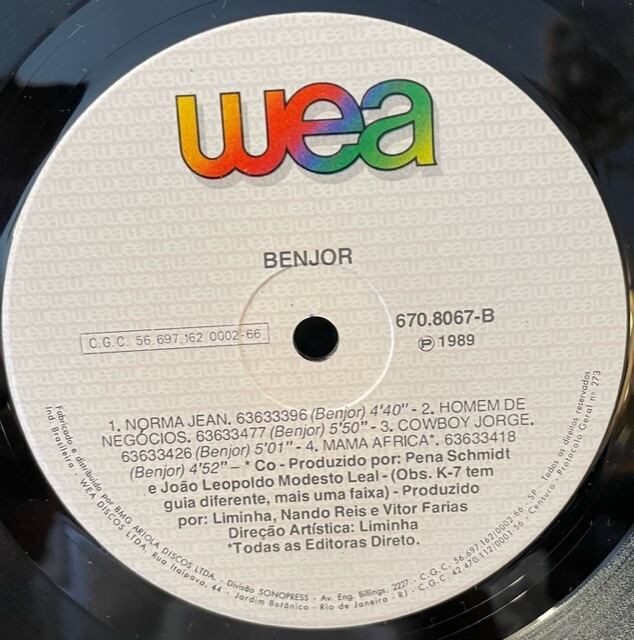 wea
BENJOR
C.G.C. 56.697.162 0002-66
670.8067-B
Ⓟ 1989
1. NORMA JEAN. 63633396 (Benjor) 4'40" - 2. HOMEM DE
NEGÓCIOS. 63633477 (Benjor) 5'50" - 3. COWBOY JORGE.
63633426 (Benjor) 5'01" - 4. MAMA AFRICA*. 63633418
(Benjor) 4'52" – * Co - Produzido por: Pena Schmidt
e João Leopoldo Modesto Leal - (Obs. K-7 tem
guia diferente, mais uma faixa) - Produzido
por: Liminha, Nando Reis e Vitor Farias
Direção Artística: Liminha
*Todas as Editoras Direto.
Fabricado e distribuído por BMG ARIOLA DISCOS LTDA. - Divisão SONOPRESS - Av. Eng. Billings, 2227 - C.G.C. 56.697.162/0002-66 - SP - Todos os direitos reservados
Ind. Brasileira - WEA DISCOS LTDA. Rua Itaipava, 44 - Jardim Botânico - Rio de Janeiro - RJ - C.G.C. 42.470.112/0001-56 - Censura - Protocolo Geral nº 273